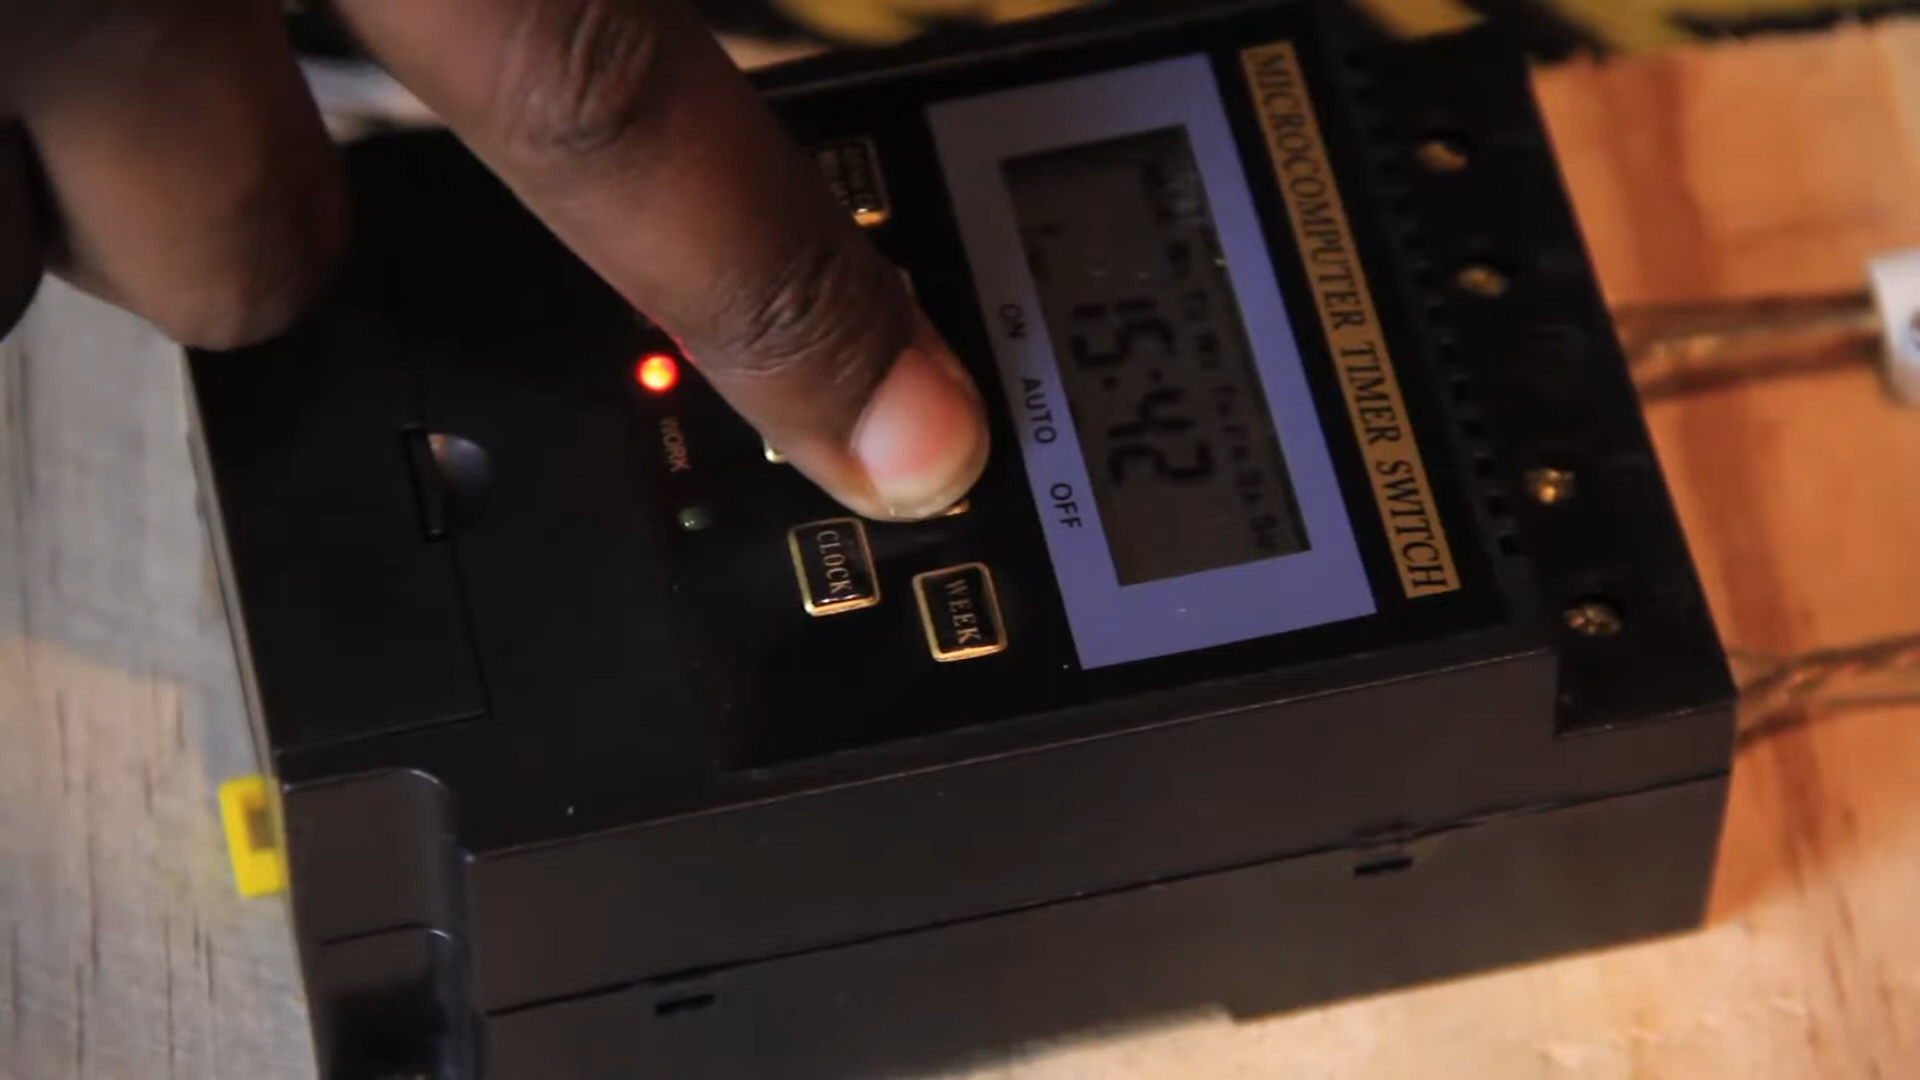 MICROCOMPUTER TIMER SWITCH
15:42
ON AUTO OFF
WEEK
CLOCK
WORK